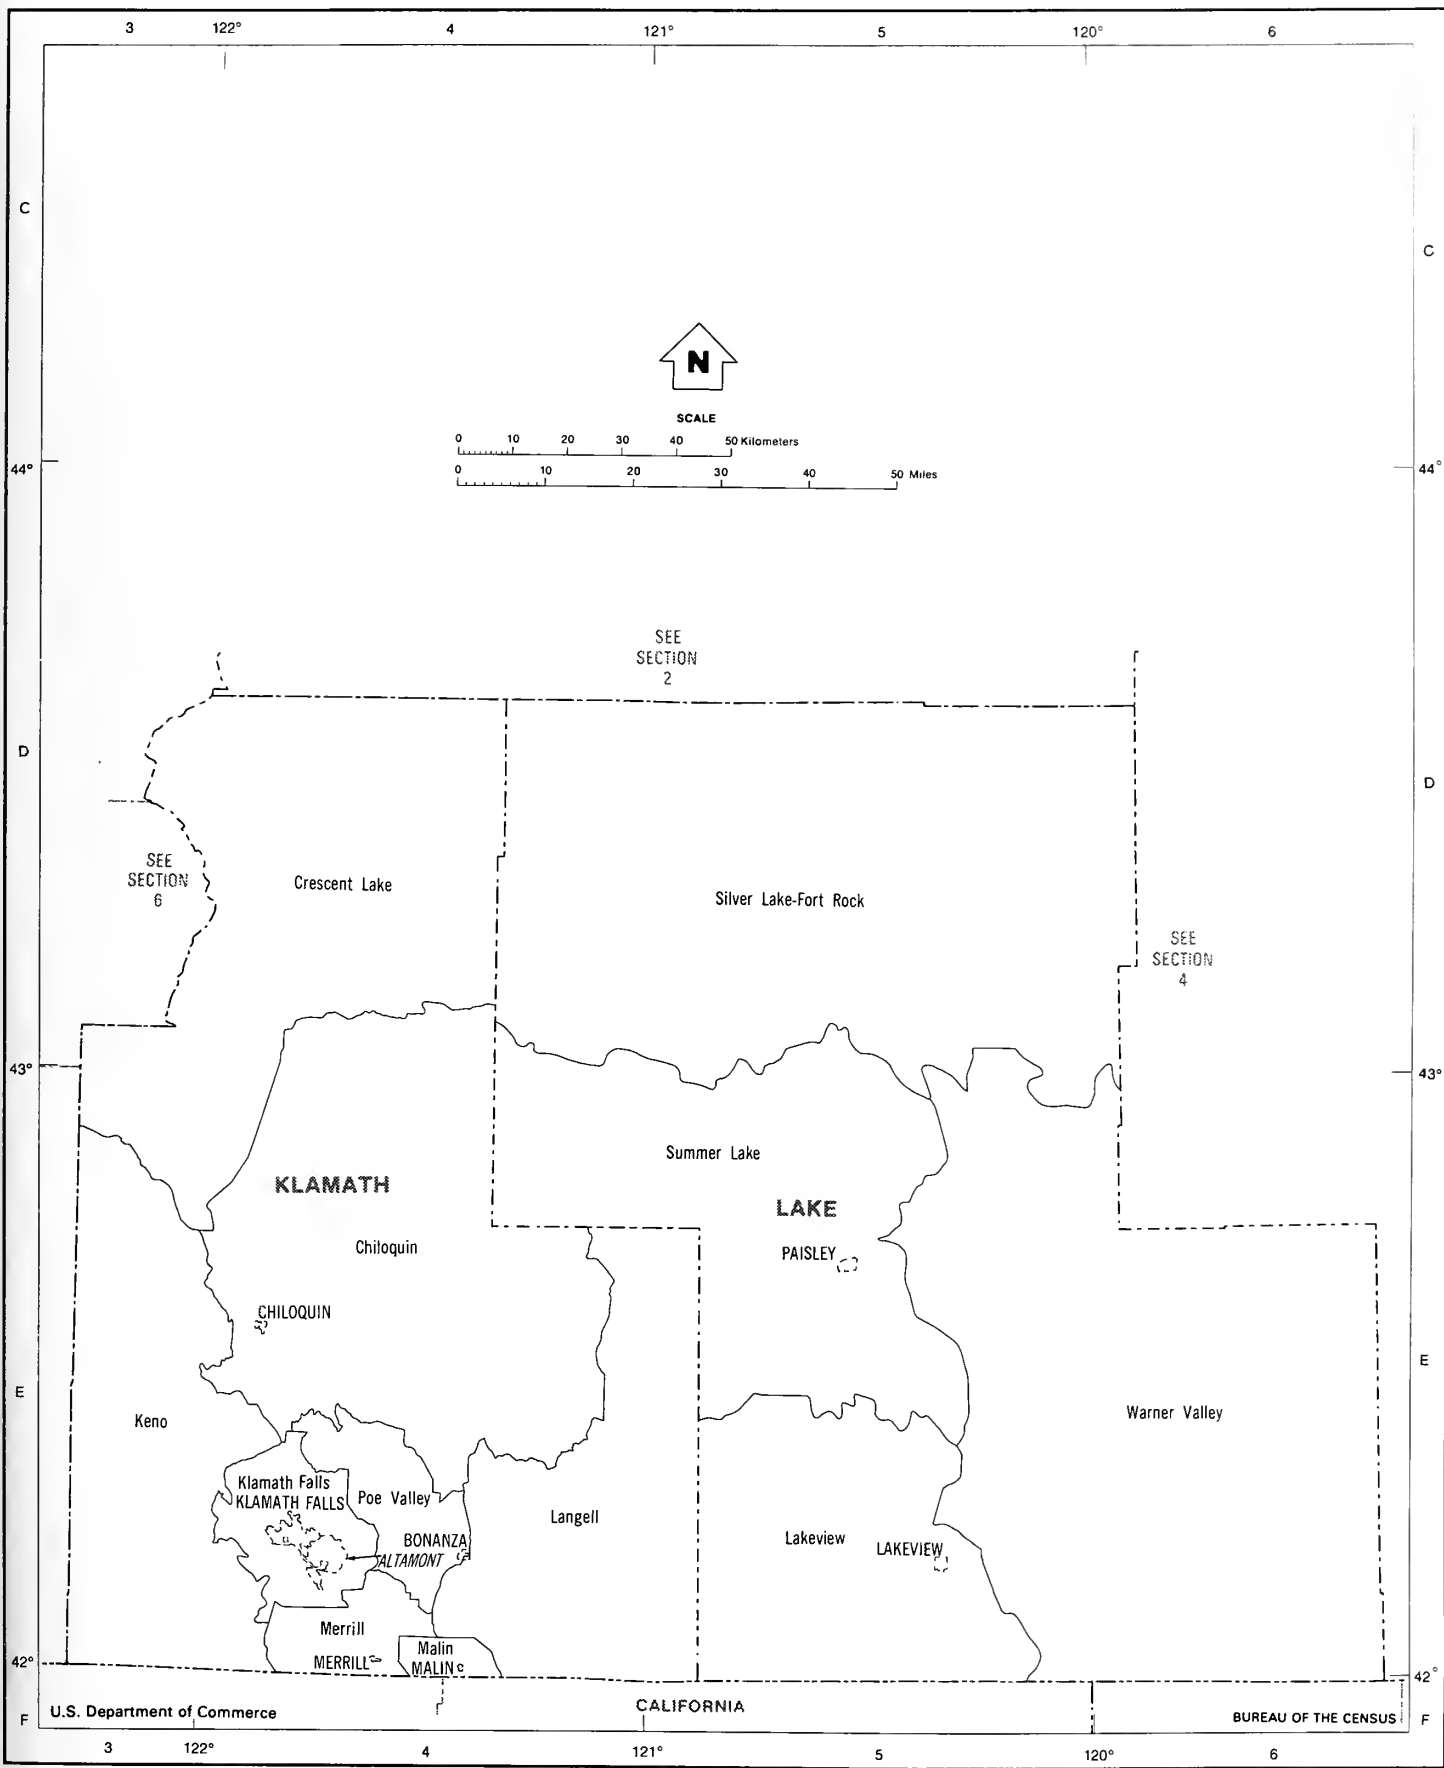 3 122° 4 121° 5 120° 6
C
C
N
SCALE
0 10 20 30 40 50 Kilometers
0 10 20 30 40 50 Miles
44°
44°
SEE
SECTION
2
D
D
SEE
SECTION
6
Crescent Lake
Silver Lake-Fort Rock
SEE
SECTION
4
43°
43°
Summer Lake
KLAMATH
LAKE
Chiloquin
PAISLEY
CHILOQUIN
E
E
Keno
Warner Valley
Klamath Falls
KLAMATH FALLS
Poe Valley
Langell
BONANZA
ALTAMONT
Lakeview
LAKEVIEW
Merrill
MERRILL
Malin
MALIN
42°
42°
U.S. Department of Commerce
CALIFORNIA
BUREAU OF THE CENSUS
F
F
3 122° 4 121° 5 120° 6